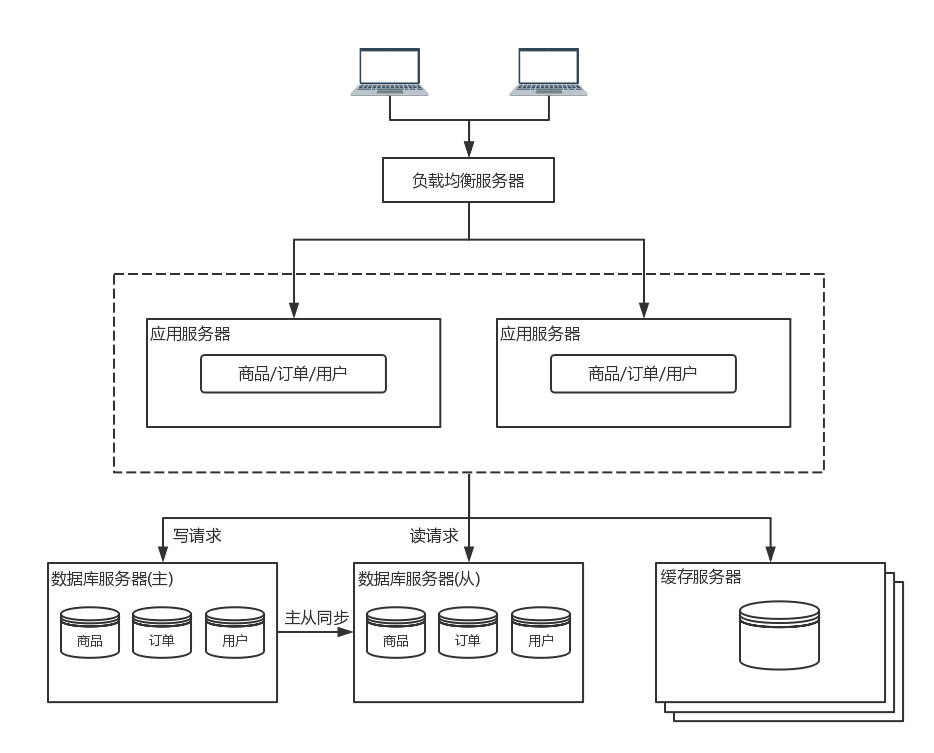 负载均衡服务器
应用服务器
商品/订单/用户
应用服务器
商品/订单/用户
写请求
读请求
数据库服务器(主)
商品
订单
用户
主从同步
数据库服务器(从)
商品
订单
用户
缓存服务器